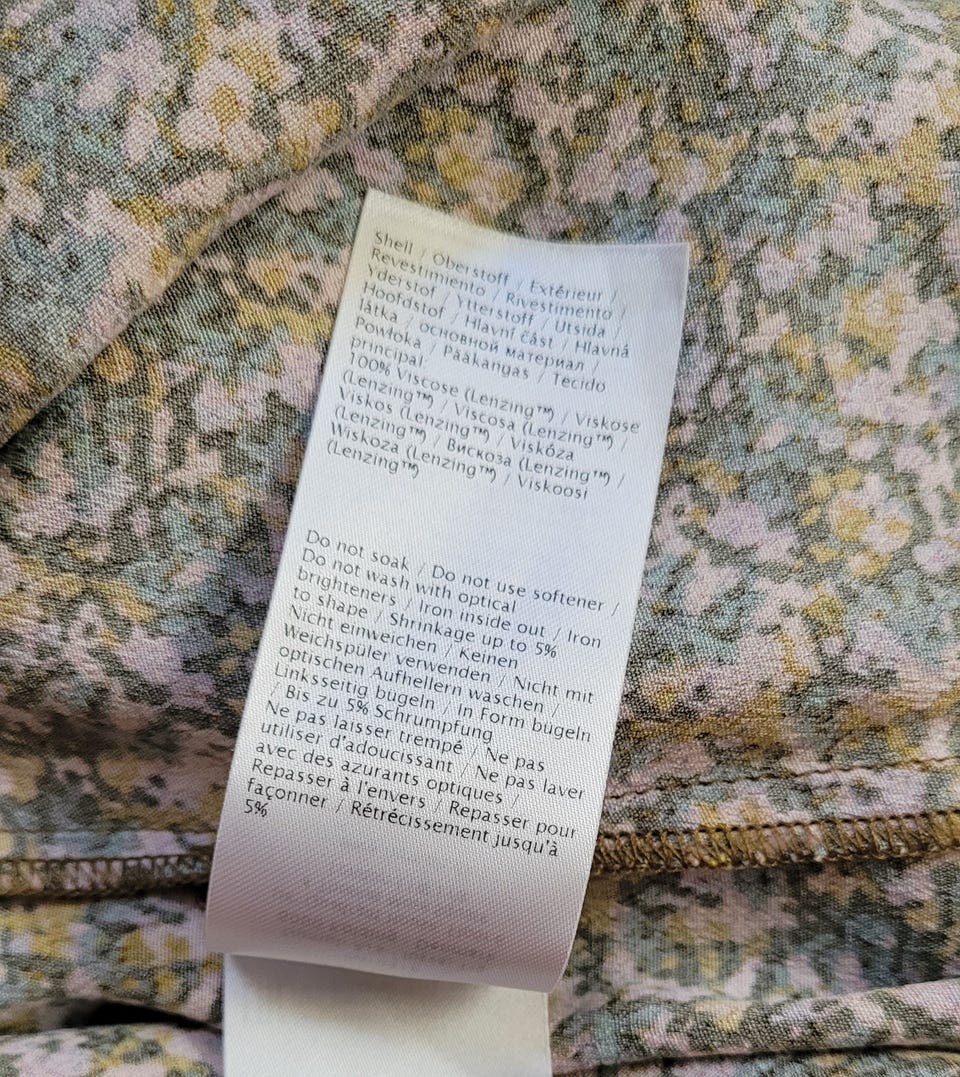 Shell / Oberstoff / Extérieur /
Revestimiento / Rivestimento /
Yderstof / Ytterstoff / Utsida /
Hoofdstof / Hlavní část / Hlavná
látka / основной материал /
Powłoka / Pääkangas / Tecido
principal
100% Viscose (Lenzing™) / Viskose
(Lenzing™) / Viscosa (Lenzing™) /
Viskos (Lenzing™) / Viskóza
(Lenzing™) / Вискоза (Lenzing™) /
Wiskoza (Lenzing™) / Viskoosi
(Lenzing™)
Do not soak / Do not use softener /
Do not wash with optical
brighteners / Iron inside out / Iron
to shape / Shrinkage up to 5%
Nicht einweichen / Keinen
Weichspüler verwenden / Nicht mit
optischen Aufhellern waschen /
Linksseitig bügeln / In Form bügeln
/ Bis zu 5% Schrumpfung
Ne pas laisser trempé / Ne pas
utiliser d'adoucissant / Ne pas laver
avec des azurants optiques /
Repasser à l'envers / Repasser pour
façonner / Rétrécissement jusqu'à
5%